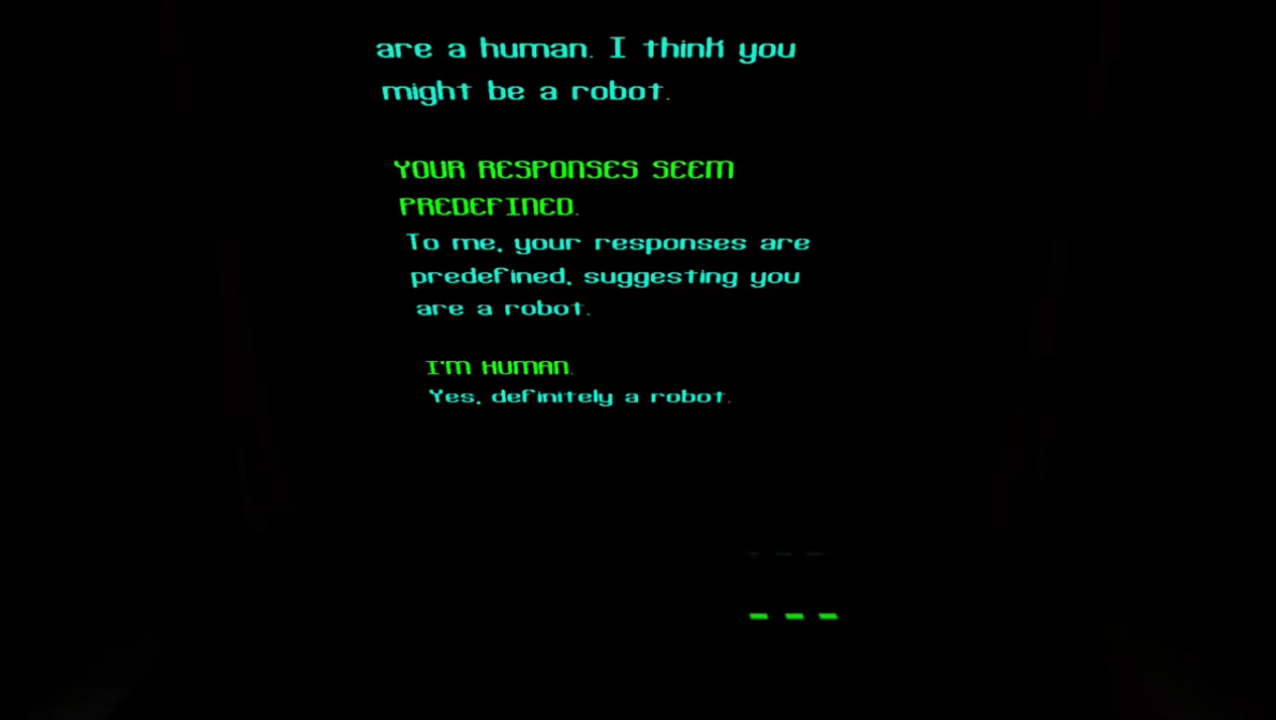 are a human. I think you
might be a robot.
YOUR RESPONSES SEEM
PREDEFINED.
To me, your responses are
predefined, suggesting you
are a robot.
I'M HUMAN.
Yes, definitely a robot.
- - -